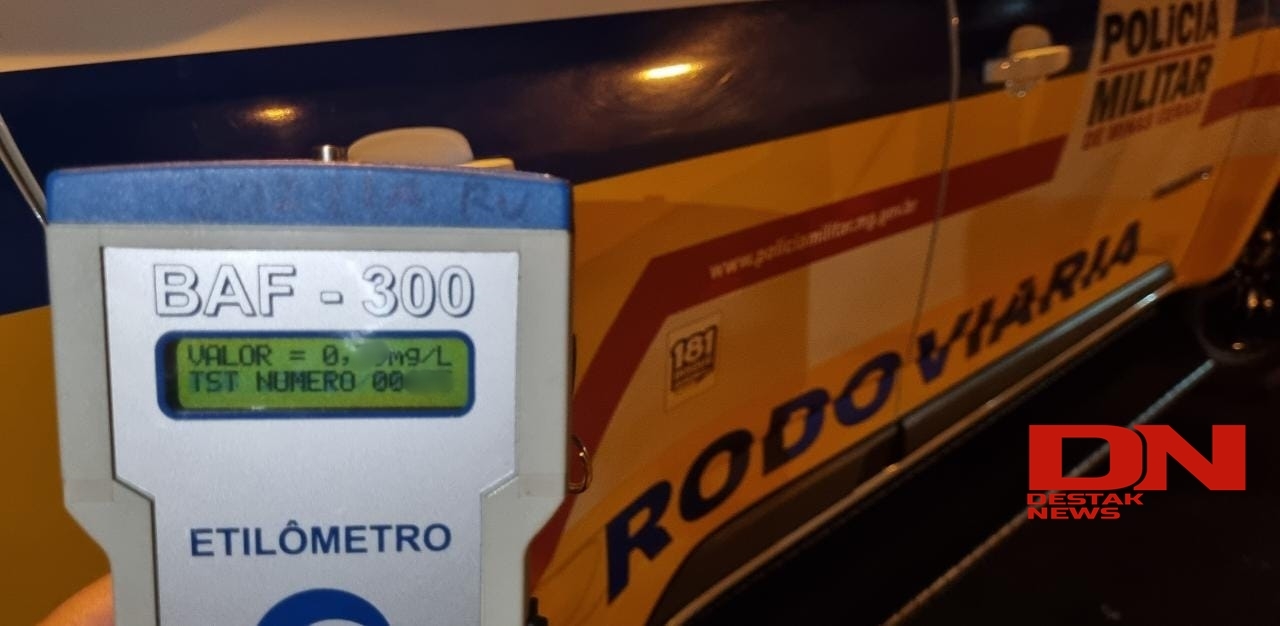 BAF - 300
VALOR = 0, mg/L
TST NUMERO 00
ETILÔMETRO
POLÍCIA
MILITAR
DE MINAS GERAIS
www.policiamilitar.mg.gov.br
181
RODOVIÁRIA
DN
DESTAK
NEWS